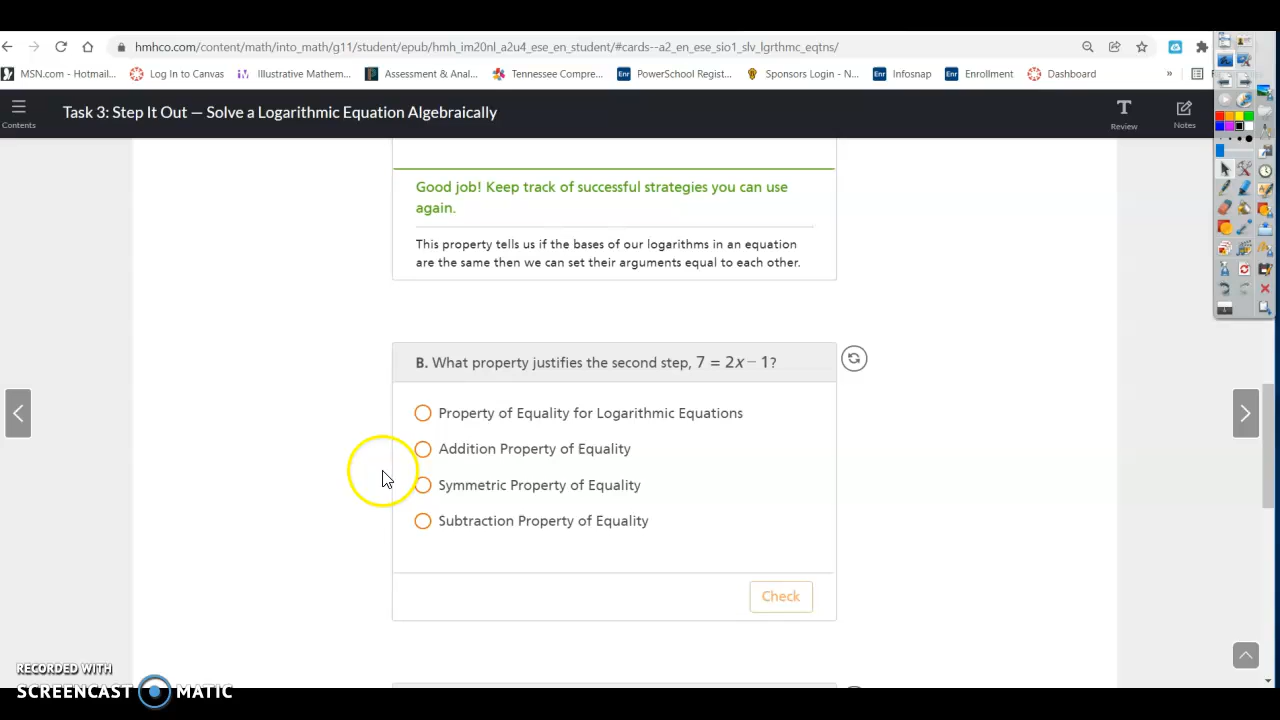 hmhco.com/content/math/into_math/g11/student/epub/hmh_im20nl_a2u4_ese_en_student/#cards--a2_en_ese_sio1_slv_lgrthmc_eqtns/
MSN.com - Hotmail... Log In to Canvas Illustrative Mathem... Assessment & Anal... Tennessee Compre... Enr PowerSchool Regist... Sponsors Login - N... Enr Infosnap Enr Enrollment Dashboard »
Contents
Task 3: Step It Out — Solve a Logarithmic Equation Algebraically
T
Review
Notes
Good job! Keep track of successful strategies you can use
again.
This property tells us if the bases of our logarithms in an equation
are the same then we can set their arguments equal to each other.
B. What property justifies the second step, 7 = 2x − 1?
Property of Equality for Logarithmic Equations
Addition Property of Equality
Symmetric Property of Equality
Subtraction Property of Equality
Check
RECORDED WITH
SCREENCAST MATIC